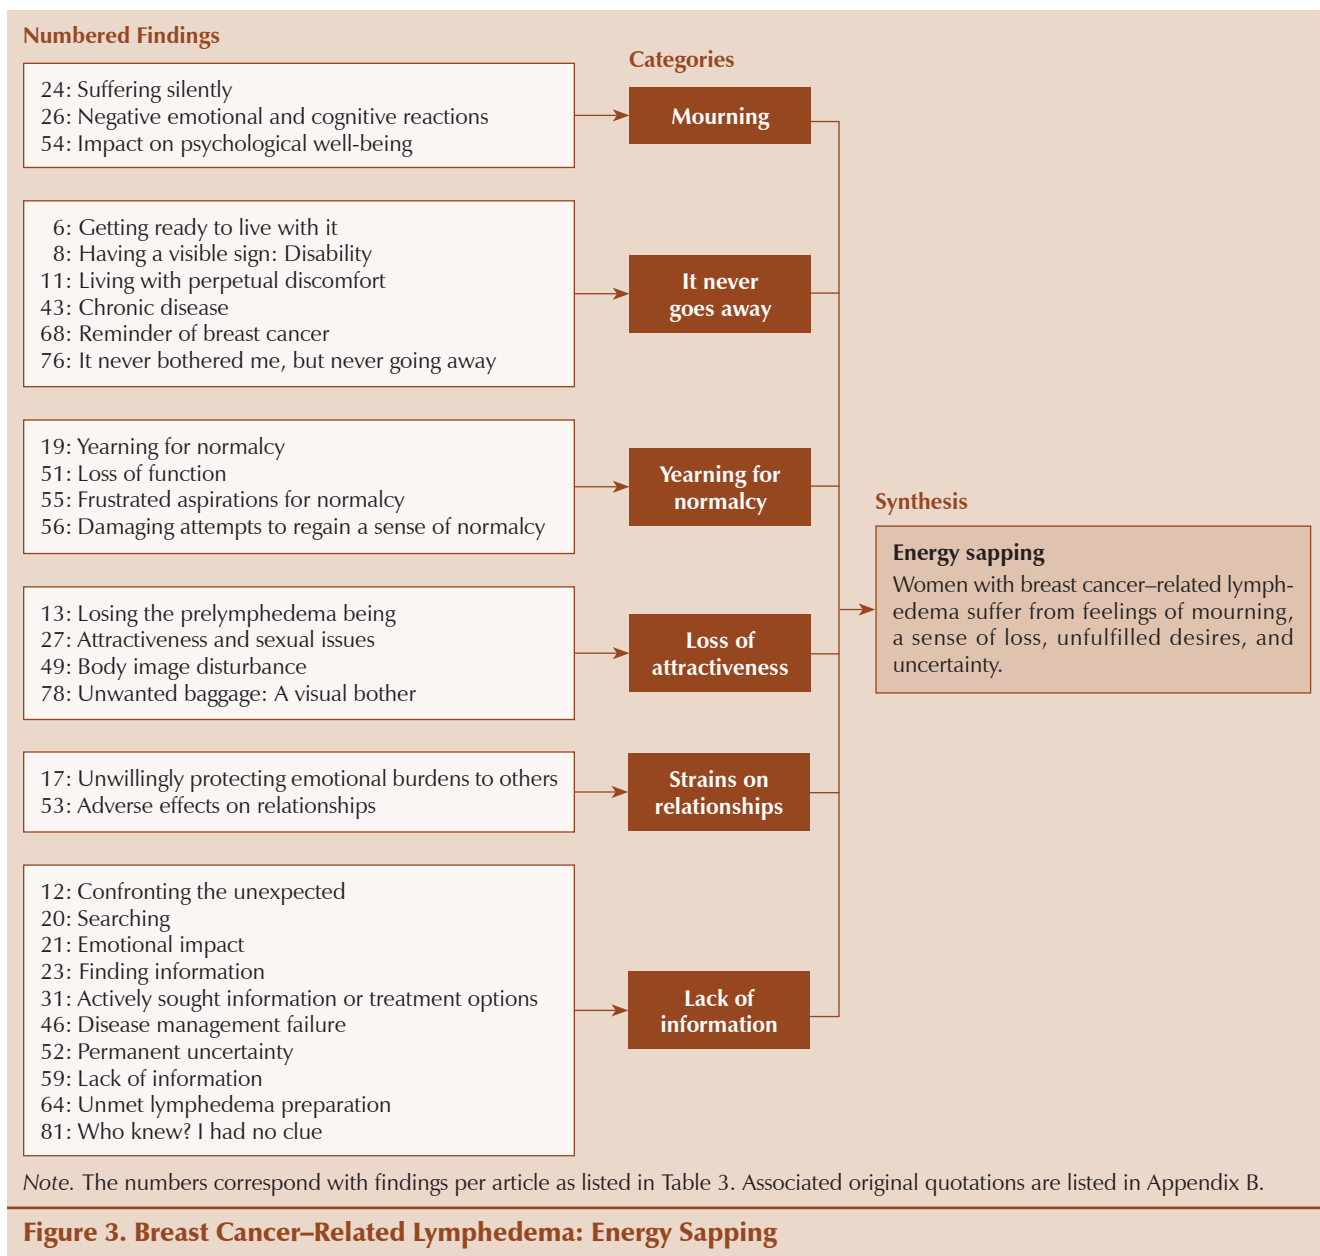 Numbered Findings
Categories
24: Suffering silently
26: Negative emotional and cognitive reactions
54: Impact on psychological well-being
Mourning
6: Getting ready to live with it
8: Having a visible sign: Disability
11: Living with perpetual discomfort
43: Chronic disease
68: Reminder of breast cancer
76: It never bothered me, but never going away
It never
goes away
19: Yearning for normalcy
51: Loss of function
55: Frustrated aspirations for normalcy
56: Damaging attempts to regain a sense of normalcy
Yearning for
normalcy
13: Losing the prelymphedema being
27: Attractiveness and sexual issues
49: Body image disturbance
78: Unwanted baggage: A visual bother
Loss of
attractiveness
17: Unwillingly protecting emotional burdens to others
53: Adverse effects on relationships
Strains on
relationships
12: Confronting the unexpected
20: Searching
21: Emotional impact
23: Finding information
31: Actively sought information or treatment options
46: Disease management failure
52: Permanent uncertainty
59: Lack of information
64: Unmet lymphedema preparation
81: Who knew? I had no clue
Lack of
information
Synthesis
Energy sapping
Women with breast cancer–related lymph-
edema suffer from feelings of mourning,
a sense of loss, unfulfilled desires, and
uncertainty.
Note. The numbers correspond with findings per article as listed in Table 3. Associated original quotations are listed in Appendix B.
Figure 3. Breast Cancer–Related Lymphedema: Energy Sapping